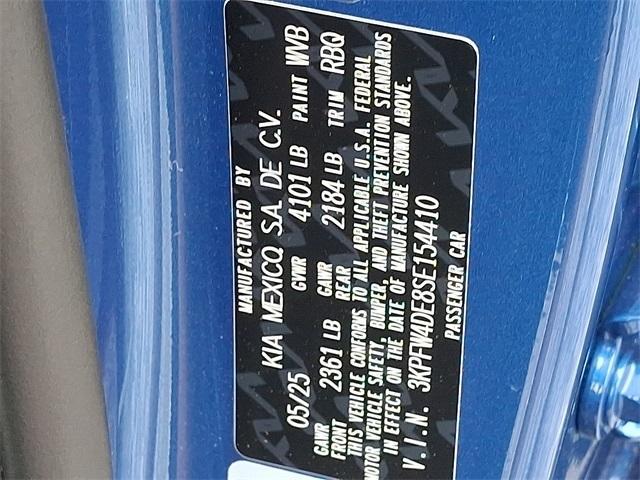 MANUFACTURED BY
KIA MEXICO, S.A. DE C.V.
05/25 GVWR 4101 LB PAINT WVB
GAWR FRONT 2361 LB GAWR REAR 2184 LB TRIM RBQ
THIS VEHICLE CONFORMS TO ALL APPLICABLE U.S.A. FEDERAL
MOTOR VEHICLE SAFETY, BUMPER, AND THEFT PREVENTION STANDARDS
IN EFFECT ON THE DATE OF MANUFACTURE SHOWN ABOVE.
V.I.N. 3KPFW4DE8SE154410
PASSENGER CAR